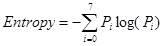 Entropy = −∑_{i=0}^{7} P_i log( P_i )